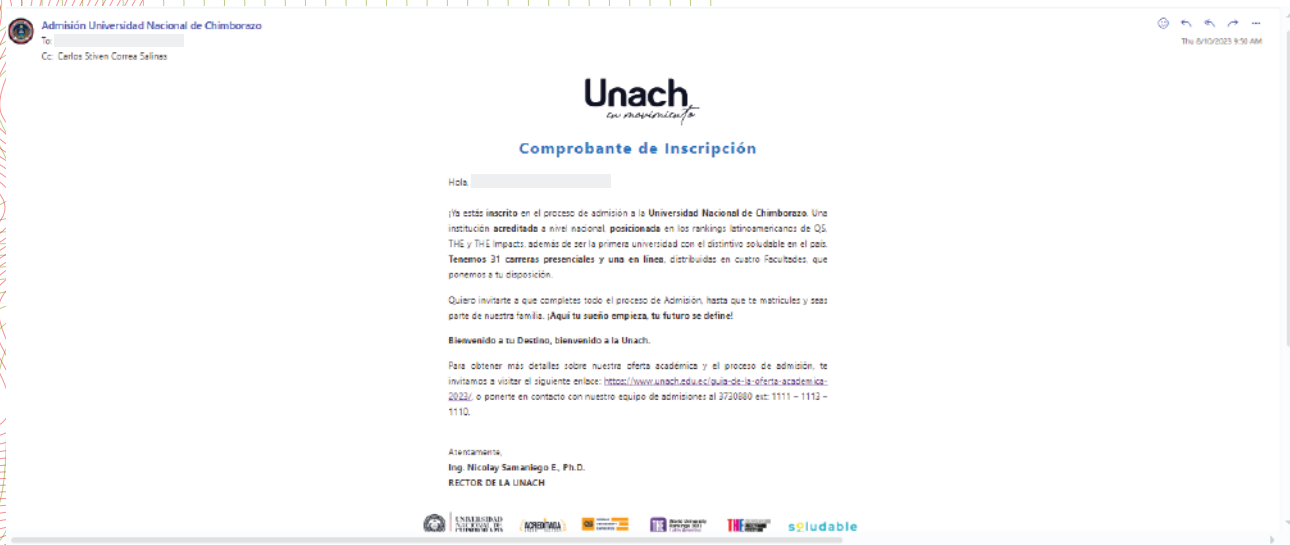 Admisión Universidad Nacional de Chimborazo
To:
Cc: Carlos Stiven Correa Salinas
Thu 8/10/2023 9:50 AM
Unach
en movimiento
Comprobante de Inscripción
Hola
¡Ya estás inscrito en el proceso de admisión a la Universidad Nacional de Chimborazo. Una
institución acreditada a nivel nacional, posicionada en los rankings latinoamericanos de QS,
THE y THE Impacts, además de ser la primera universidad con el distintivo soludable en el país.
Tenemos 31 carreras presenciales y una en línea, distribuidas en cuatro Facultades, que
ponemos a tu disposición.
Quiero invitarte a que completes todo el proceso de Admisión, hasta que te matricules y seas
parte de nuestra familia. ¡Aquí tu sueño empieza, tu futuro se define!
Bienvenido a tu Destino, bienvenido a la Unach.
Para obtener más detalles sobre nuestra oferta académica y el proceso de admisión, te
invitamos a visitar el siguiente enlace: https://www.unach.edu.ec/guia-de-la-oferta-academica-
2023/, o ponerte en contacto con nuestro equipo de admisiones al 3730880 ext: 1111 – 1113 –
1110.
Atentamente,
Ing. Nicolay Samaniego E., Ph.D.
RECTOR DE LA UNACH
UNIVERSIDAD
NACIONAL DE
CHIMBORAZO
ACREDITADA
QS
THE
THE
soludable